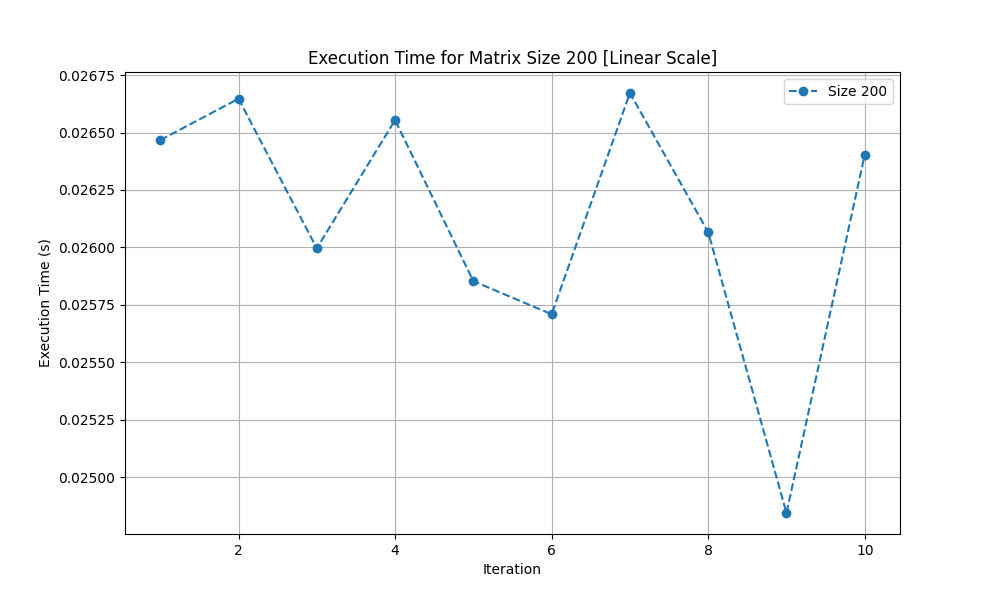 Execution Time for Matrix Size 200 [Linear Scale]
Size 200
Execution Time (s)
0.02675
0.02650
0.02625
0.02600
0.02575
0.02550
0.02525
0.02500
2 4 6 8 10
Iteration